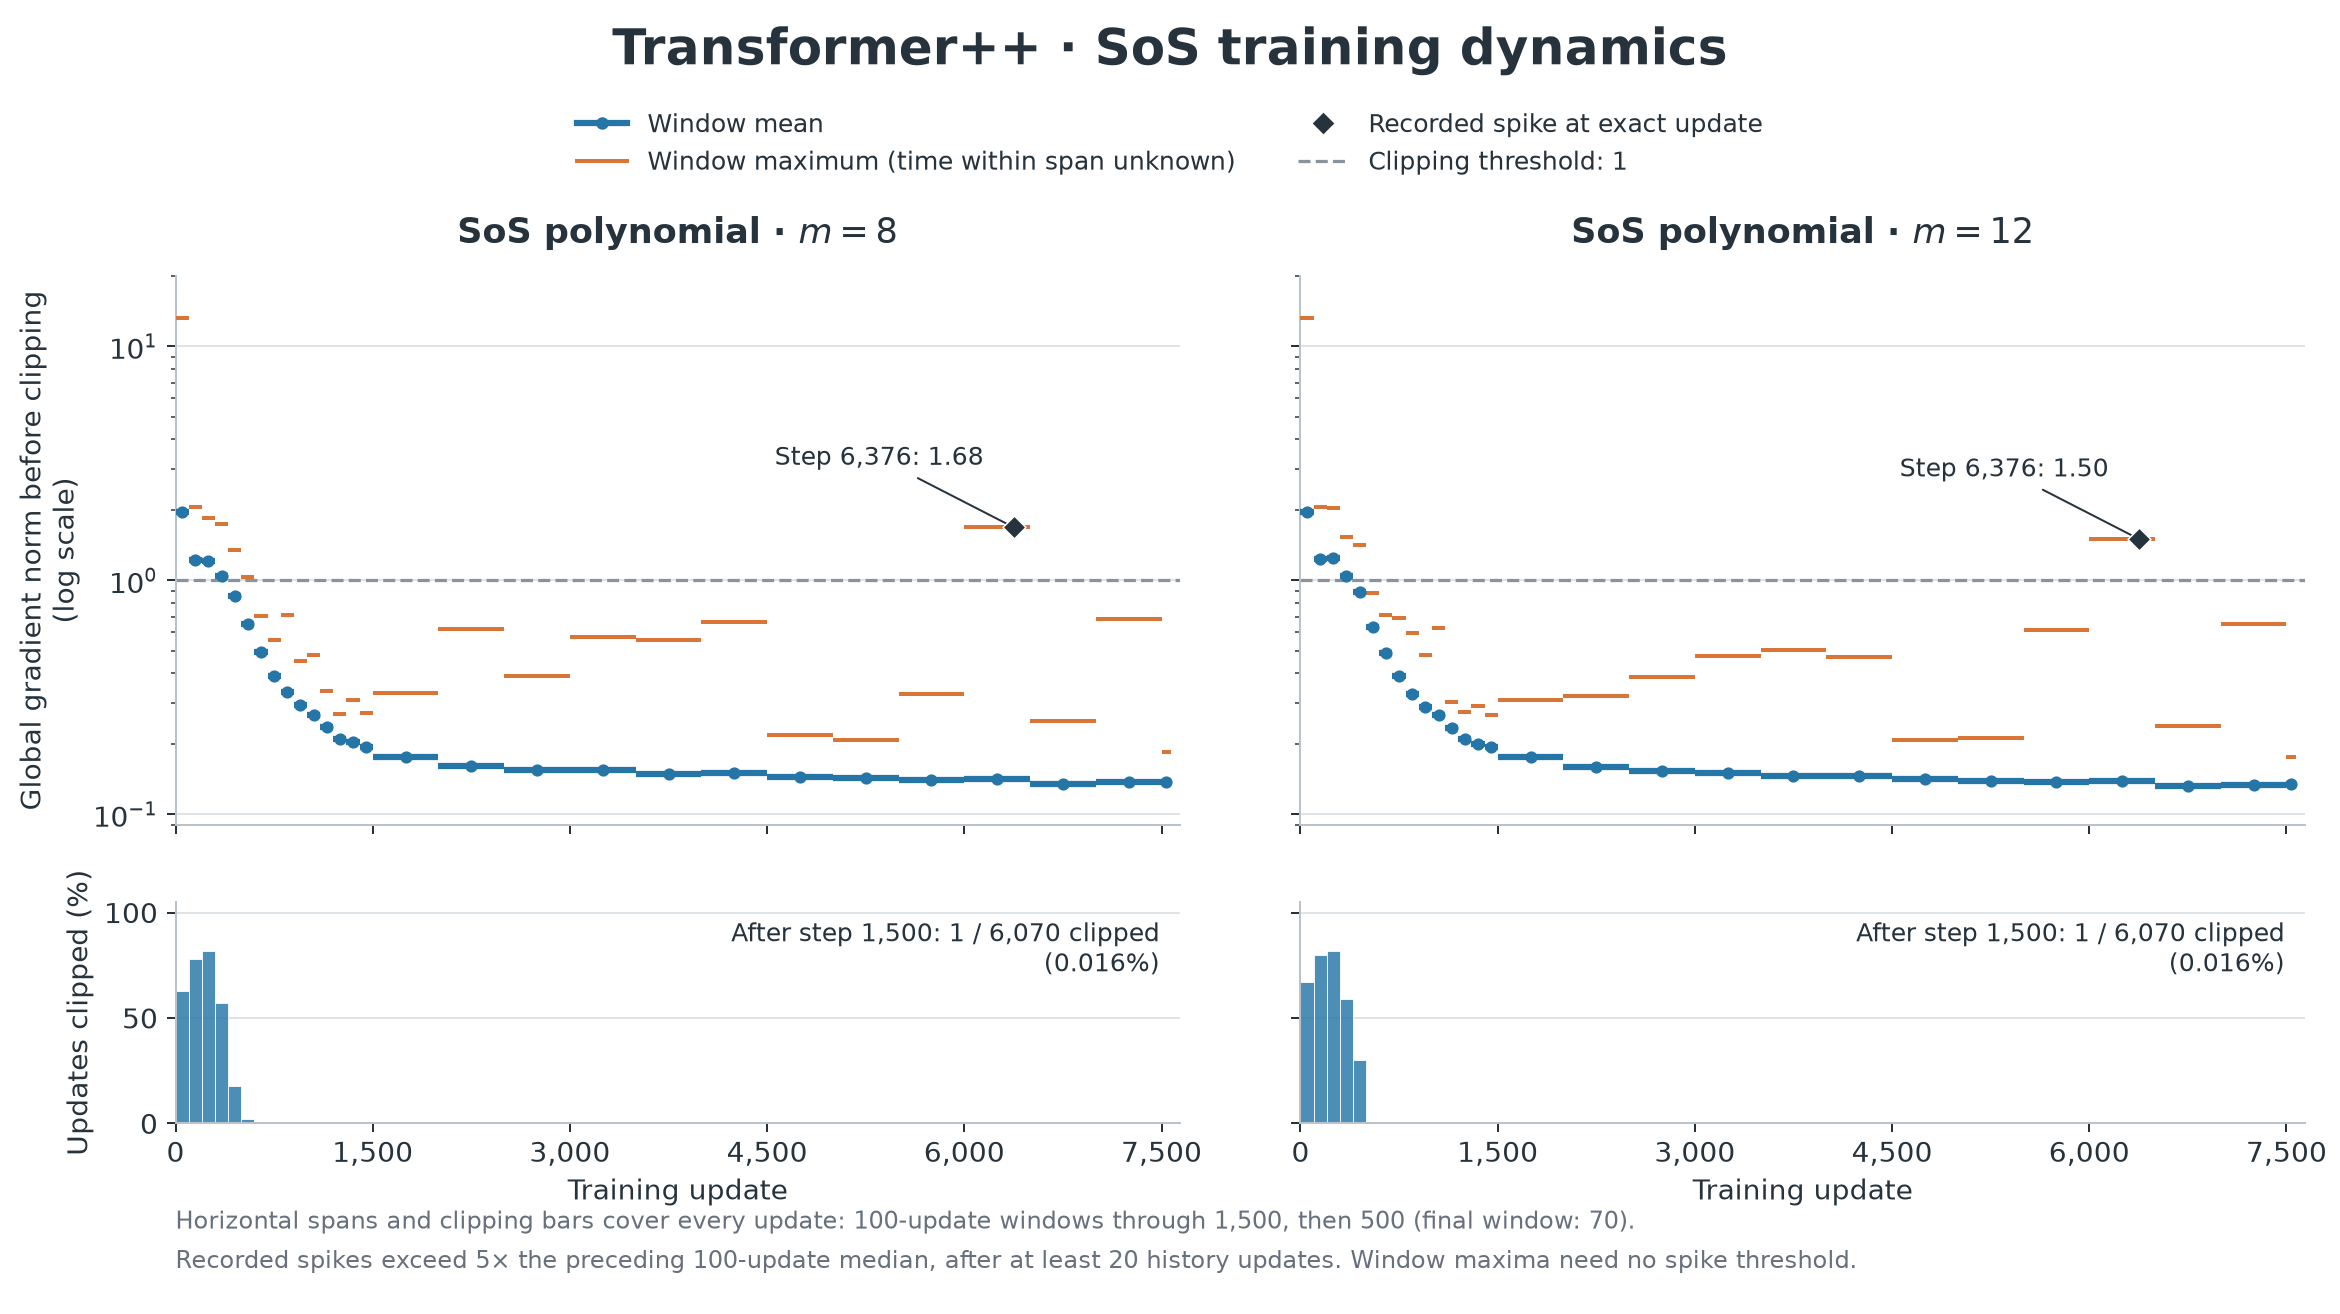 Transformer++ · SoS training dynamics
Window mean
Window maximum (time within span unknown)
Recorded spike at exact update
Clipping threshold: 1
SoS polynomial · m = 8
SoS polynomial · m = 12
Global gradient norm before clipping
(log scale)
10¹
10⁰
10⁻¹
Step 6,376: 1.68
Step 6,376: 1.50
Updates clipped (%)
100
50
0
After step 1,500: 1 / 6,070 clipped
(0.016%)
After step 1,500: 1 / 6,070 clipped
(0.016%)
0 1,500 3,000 4,500 6,000 7,500
0 1,500 3,000 4,500 6,000 7,500
Training update
Training update
Horizontal spans and clipping bars cover every update: 100-update windows through 1,500, then 500 (final window: 70).
Recorded spikes exceed 5× the preceding 100-update median, after at least 20 history updates. Window maxima need no spike threshold.